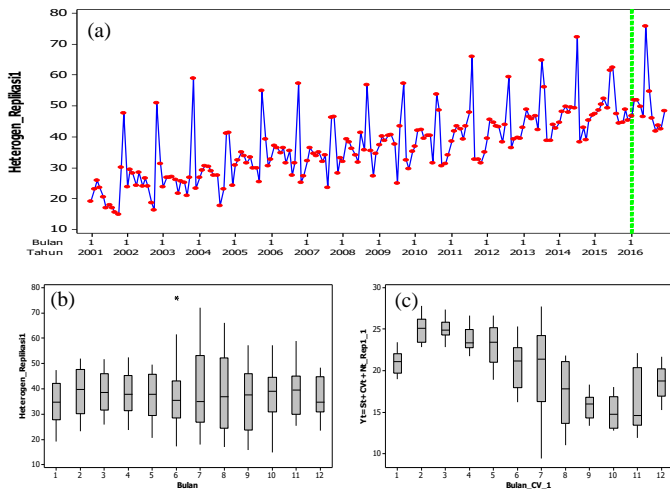 (a)
Heterogen_Replikasi1
80
70
60
50
40
30
20
10
Bulan 1 1 1 1 1 1 1 1 1 1 1 1 1 1 1 1
Tahun 2001 2002 2003 2004 2005 2006 2007 2008 2009 2010 2011 2012 2013 2014 2015 2016
(b)
Heterogen_Replikasi1
80
70
60
50
40
30
20
10
1 2 3 4 5 6 7 8 9 10 11 12
Bulan
(c)
Yt=St+CVt+Nt_Rep1_1
25
20
15
10
1 2 3 4 5 6 7 8 9 10 11 12
Bulan_CV_1